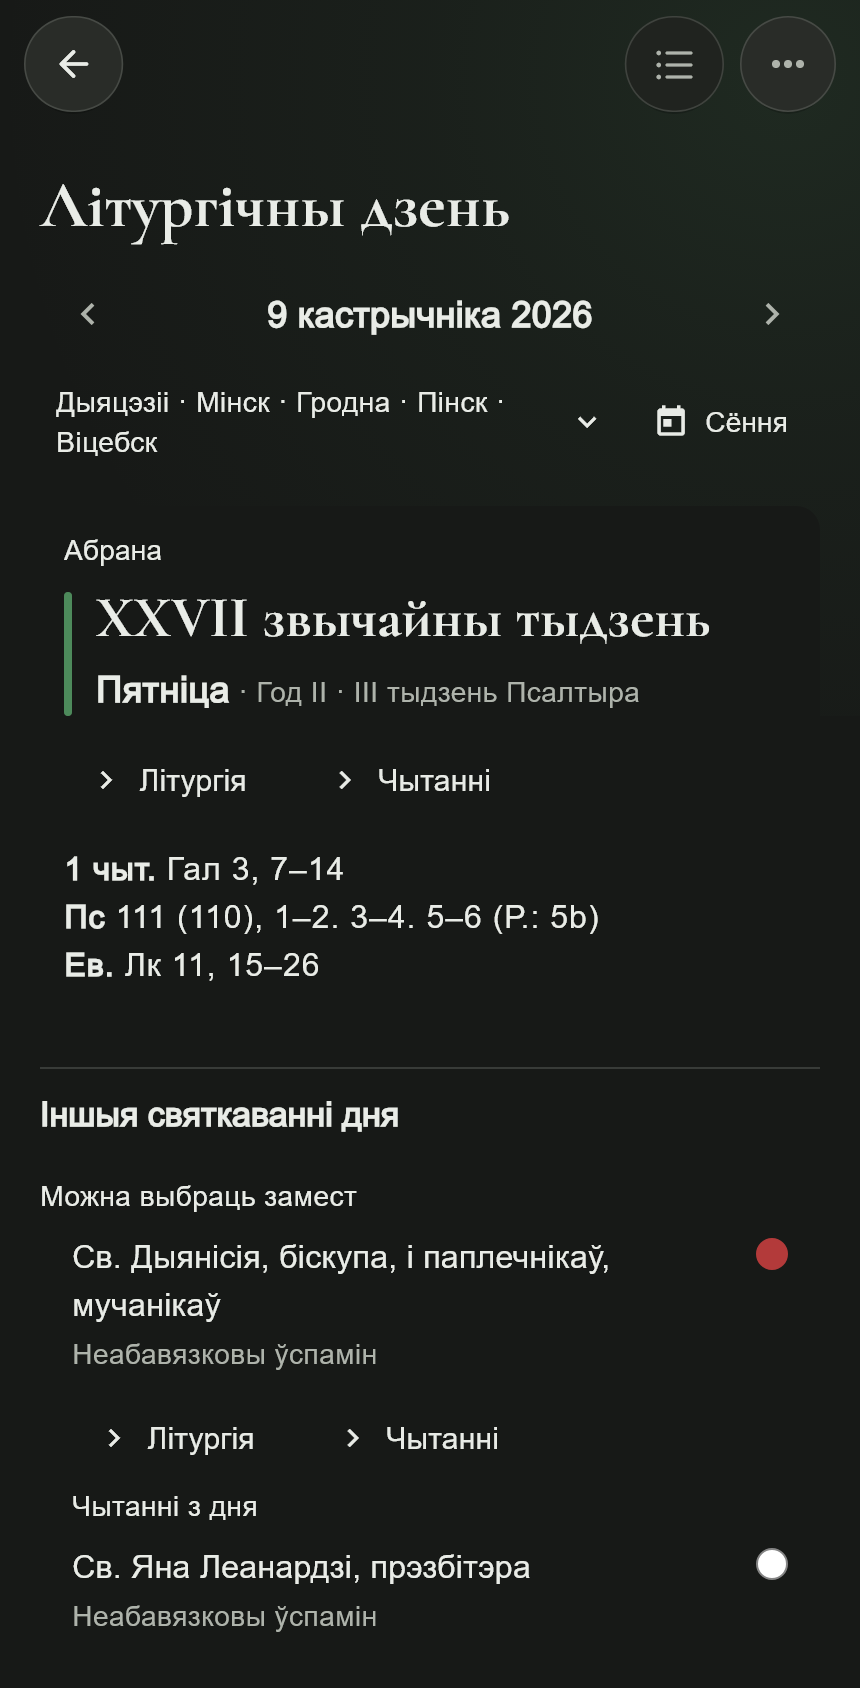 Літургічны дзень
9 кастрычніка 2026
Дыяцэзіі · Мінск · Гродна · Пінск ·
Віцебск
Сёння
Абрана
XXVII звычайны тыдзень
Пятніца · Год II · III тыдзень Псалтыра
Літургія
Чытанні
1 чыт. Гал 3, 7–14
Пс 111 (110), 1–2. 3–4. 5–6 (Р.: 5b)
Ев. Лк 11, 15–26
Іншыя святкаванні дня
Можна выбраць замест
Св. Дыянісія, біскупа, і паплечнікаў,
мучанікаў
Неабавязковы ўспамін
Літургія
Чытанні
Чытанні з дня
Св. Яна Леанардзі, прэзбітэра
Неабавязковы ўспамін